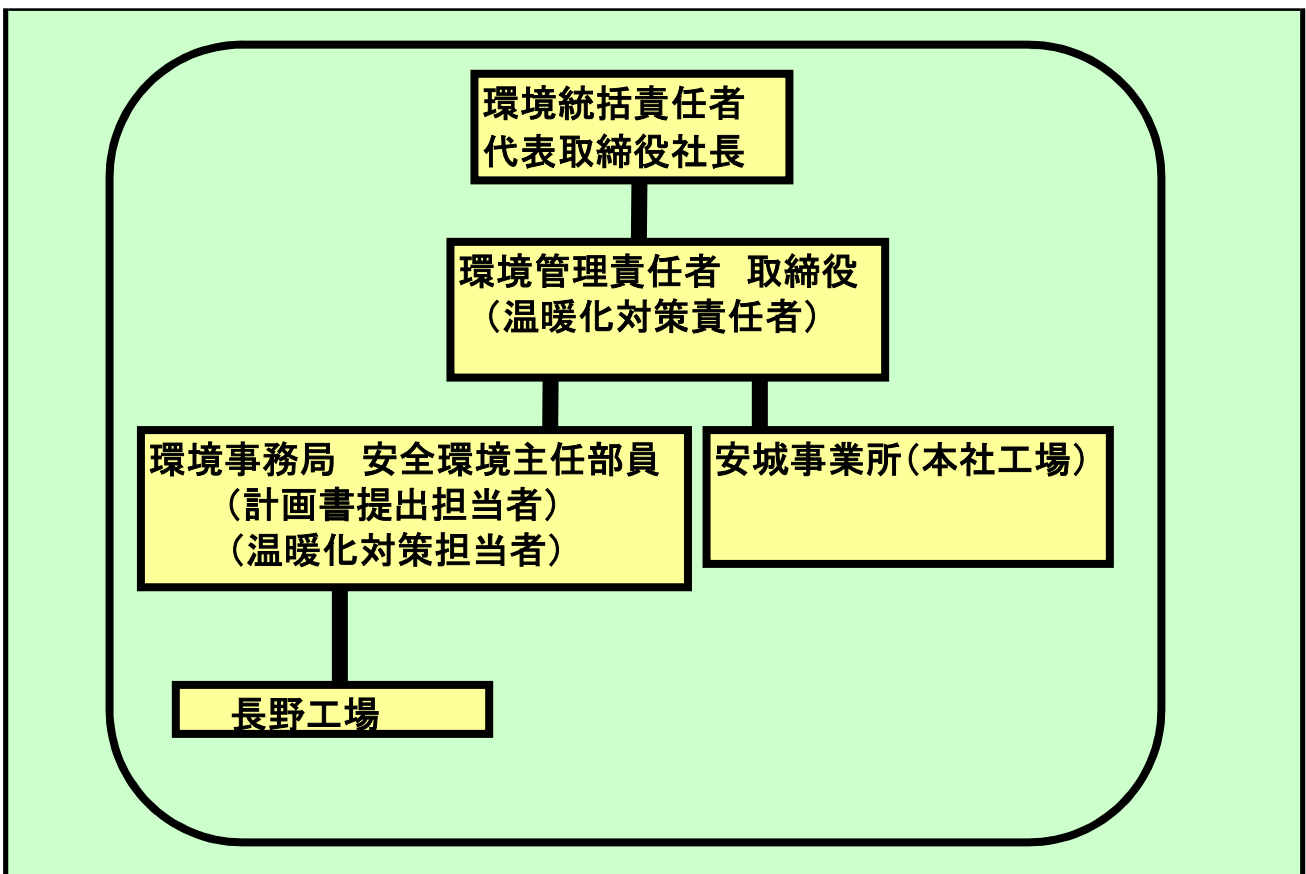 環境統括責任者
代表取締役社長
環境管理責任者　取締役
（温暖化対策責任者）
環境事務局　安全環境主任部員
（計画書提出担当者）
（温暖化対策担当者）
安城事業所（本社工場）
長野工場